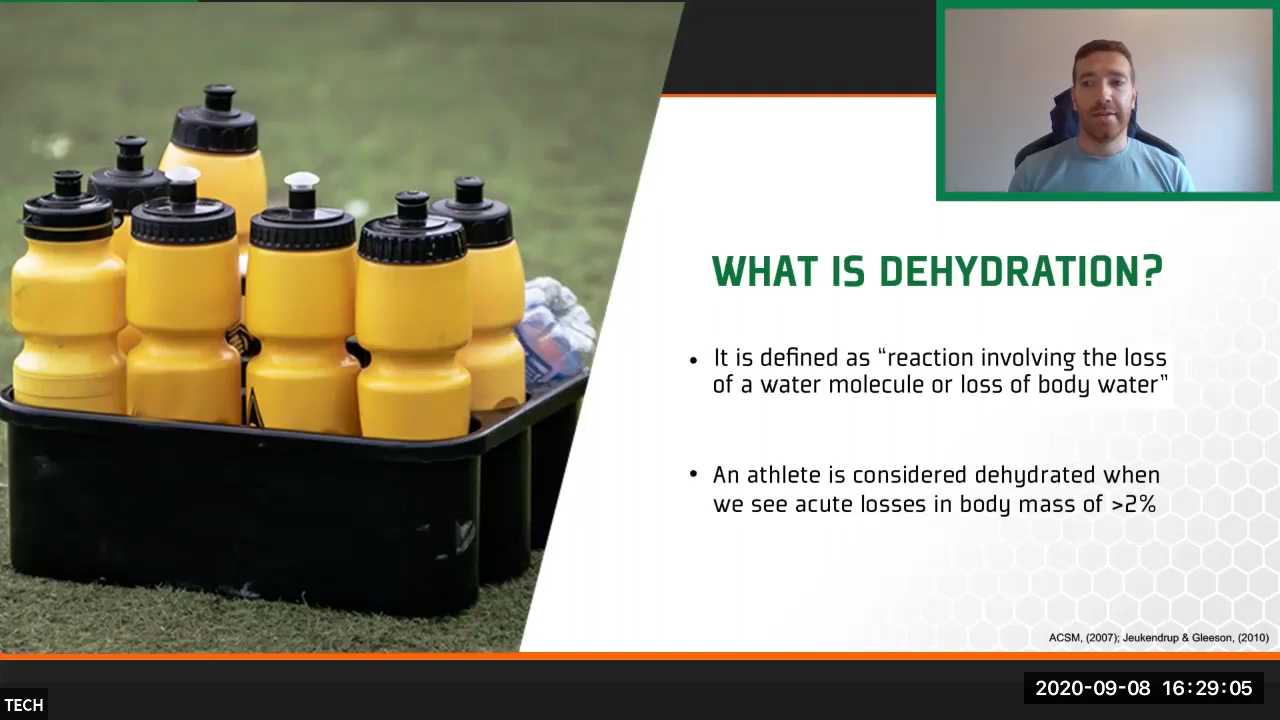 WHAT IS DEHYDRATION?
• It is defined as “reaction involving the loss
of a water molecule or loss of body water”
• An athlete is considered dehydrated when
we see acute losses in body mass of >2%
ACSM, (2007); Jeukendrup & Gleeson, (2010)
2020-09-08 16:29:05
TECH